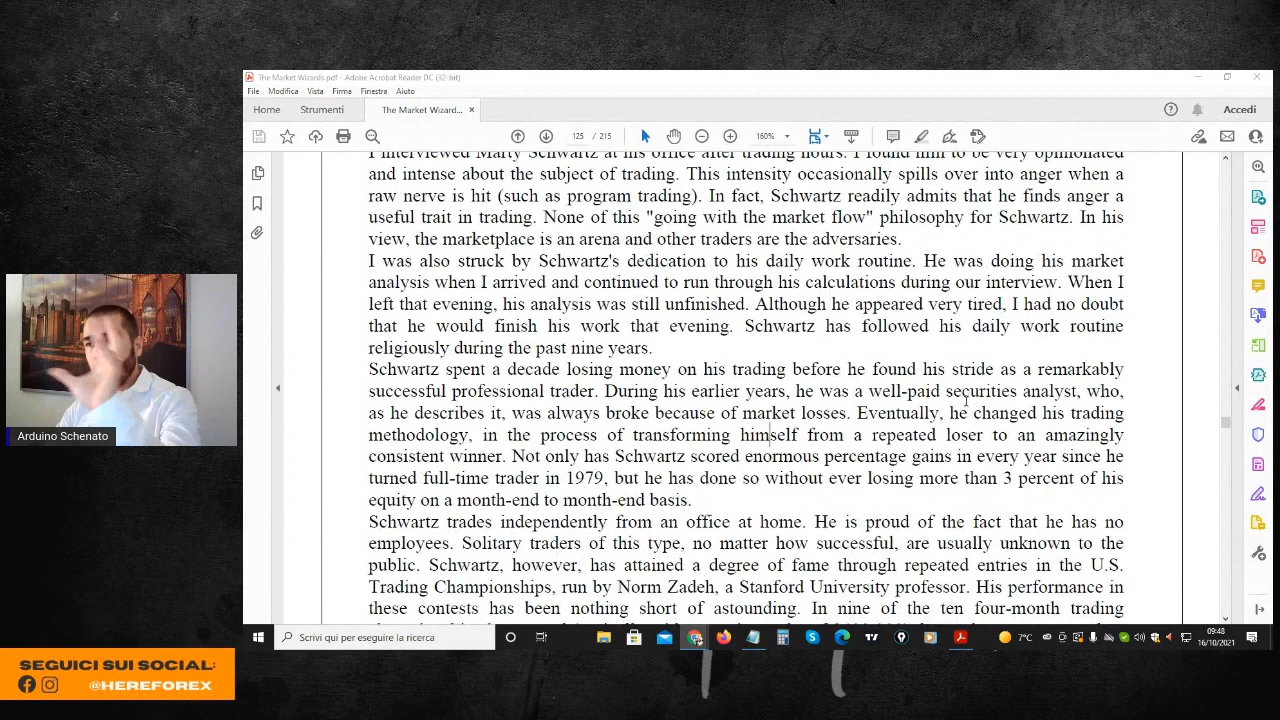 The Market Wizards.pdf - Adobe Acrobat Reader DC (32-bit)
File Modifica Vista Firma Finestra Aiuto
Home Strumenti The Market Wizard... × Accedi
125 / 215 160%
I interviewed Marty Schwartz at his office after trading hours. I found him to be very opinionated
and intense about the subject of trading. This intensity occasionally spills over into anger when a
raw nerve is hit (such as program trading). In fact, Schwartz readily admits that he finds anger a
useful trait in trading. None of this "going with the market flow" philosophy for Schwartz. In his
view, the marketplace is an arena and other traders are the adversaries.
I was also struck by Schwartz's dedication to his daily work routine. He was doing his market
analysis when I arrived and continued to run through his calculations during our interview. When I
left that evening, his analysis was still unfinished. Although he appeared very tired, I had no doubt
that he would finish his work that evening. Schwartz has followed his daily work routine
religiously during the past nine years.
Schwartz spent a decade losing money on his trading before he found his stride as a remarkably
successful professional trader. During his earlier years, he was a well-paid securities analyst, who,
as he describes it, was always broke because of market losses. Eventually, he changed his trading
methodology, in the process of transforming himself from a repeated loser to an amazingly
consistent winner. Not only has Schwartz scored enormous percentage gains in every year since he
turned full-time trader in 1979, but he has done so without ever losing more than 3 percent of his
equity on a month-end to month-end basis.
Schwartz trades independently from an office at home. He is proud of the fact that he has no
employees. Solitary traders of this type, no matter how successful, are usually unknown to the
public. Schwartz, however, has attained a degree of fame through repeated entries in the U.S.
Trading Championships, run by Norm Zadeh, a Stanford University professor. His performance in
these contests has been nothing short of astounding. In nine of the ten four-month trading
Arduino Schenato
Scrivi qui per eseguire la ricerca
7°C
09:48
16/10/2021
SEGUICI SUI SOCIAL:
@HEREFOREX